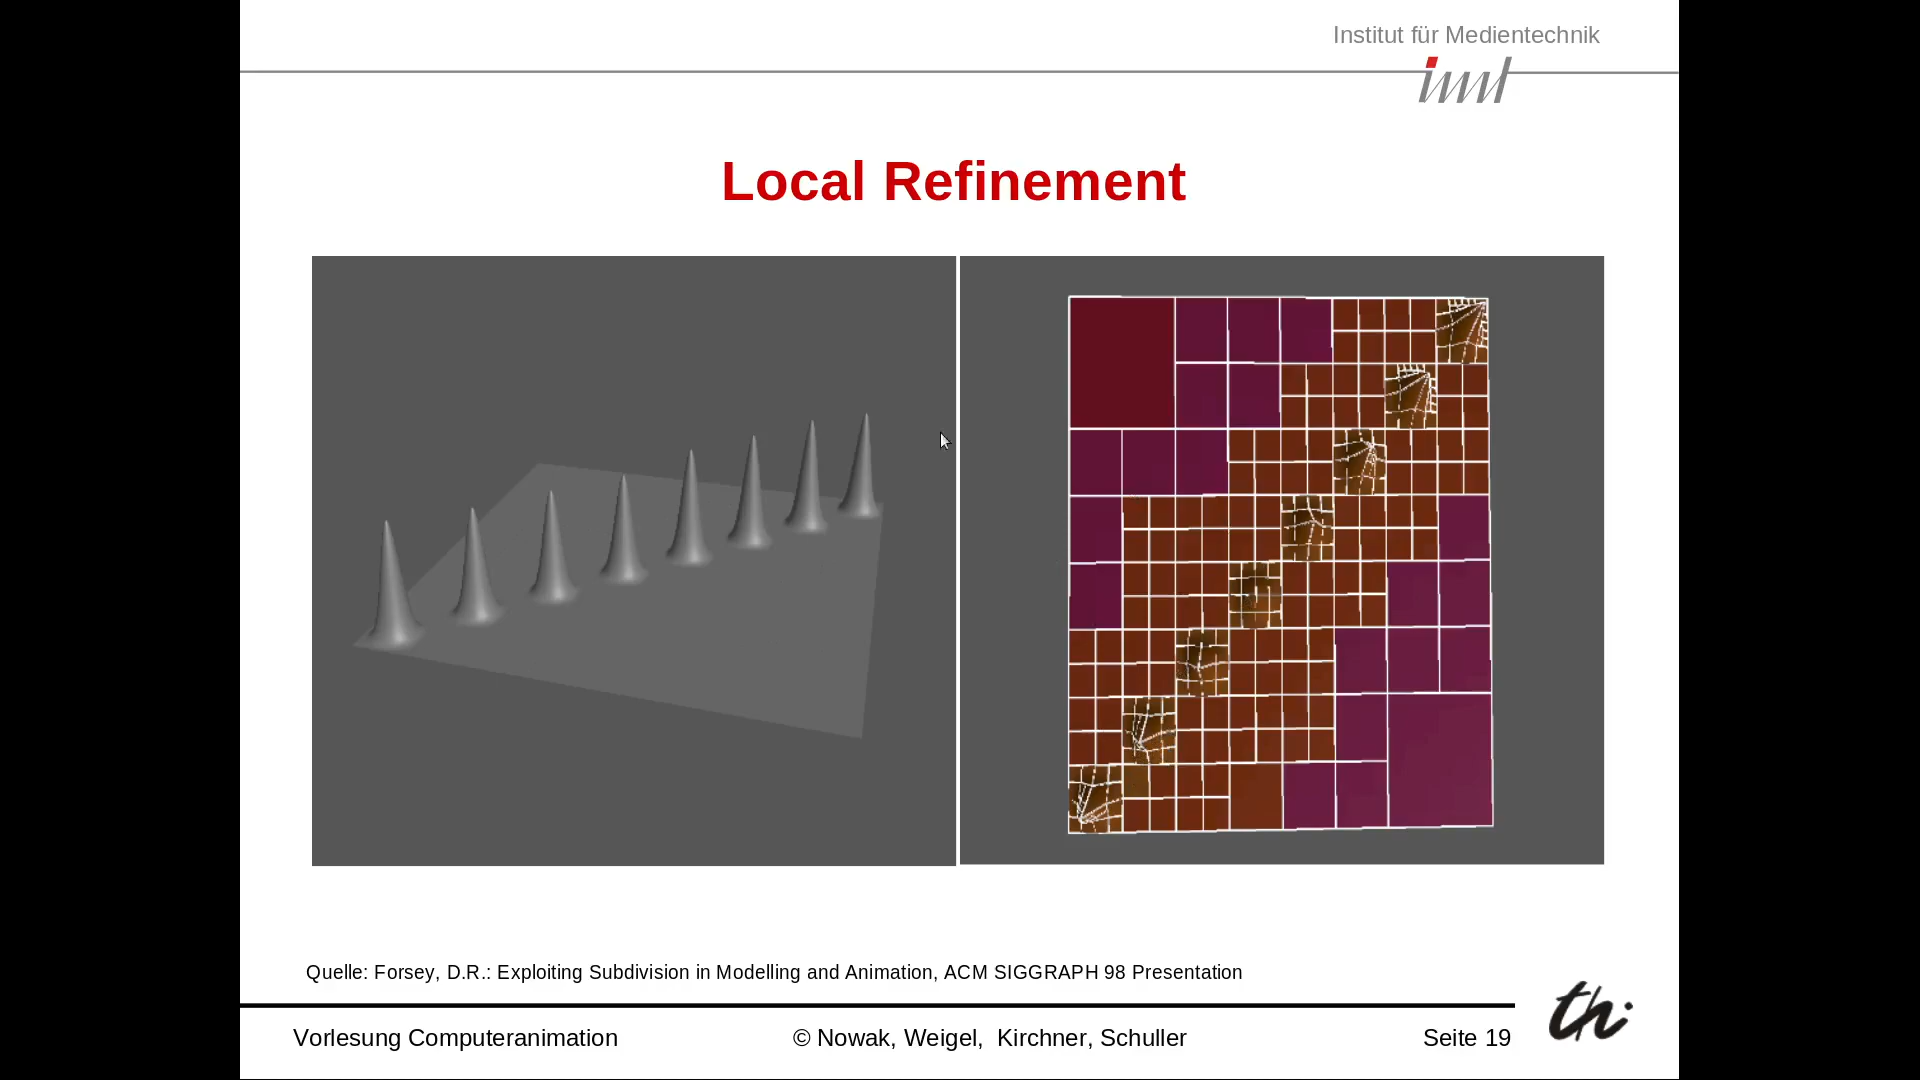 Institut für Medientechnik
imt
Local Refinement
Quelle: Forsey, D.R.: Exploiting Subdivision in Modelling and Animation, ACM SIGGRAPH 98 Presentation
th
Vorlesung Computeranimation © Nowak, Weigel, Kirchner, Schuller Seite 19